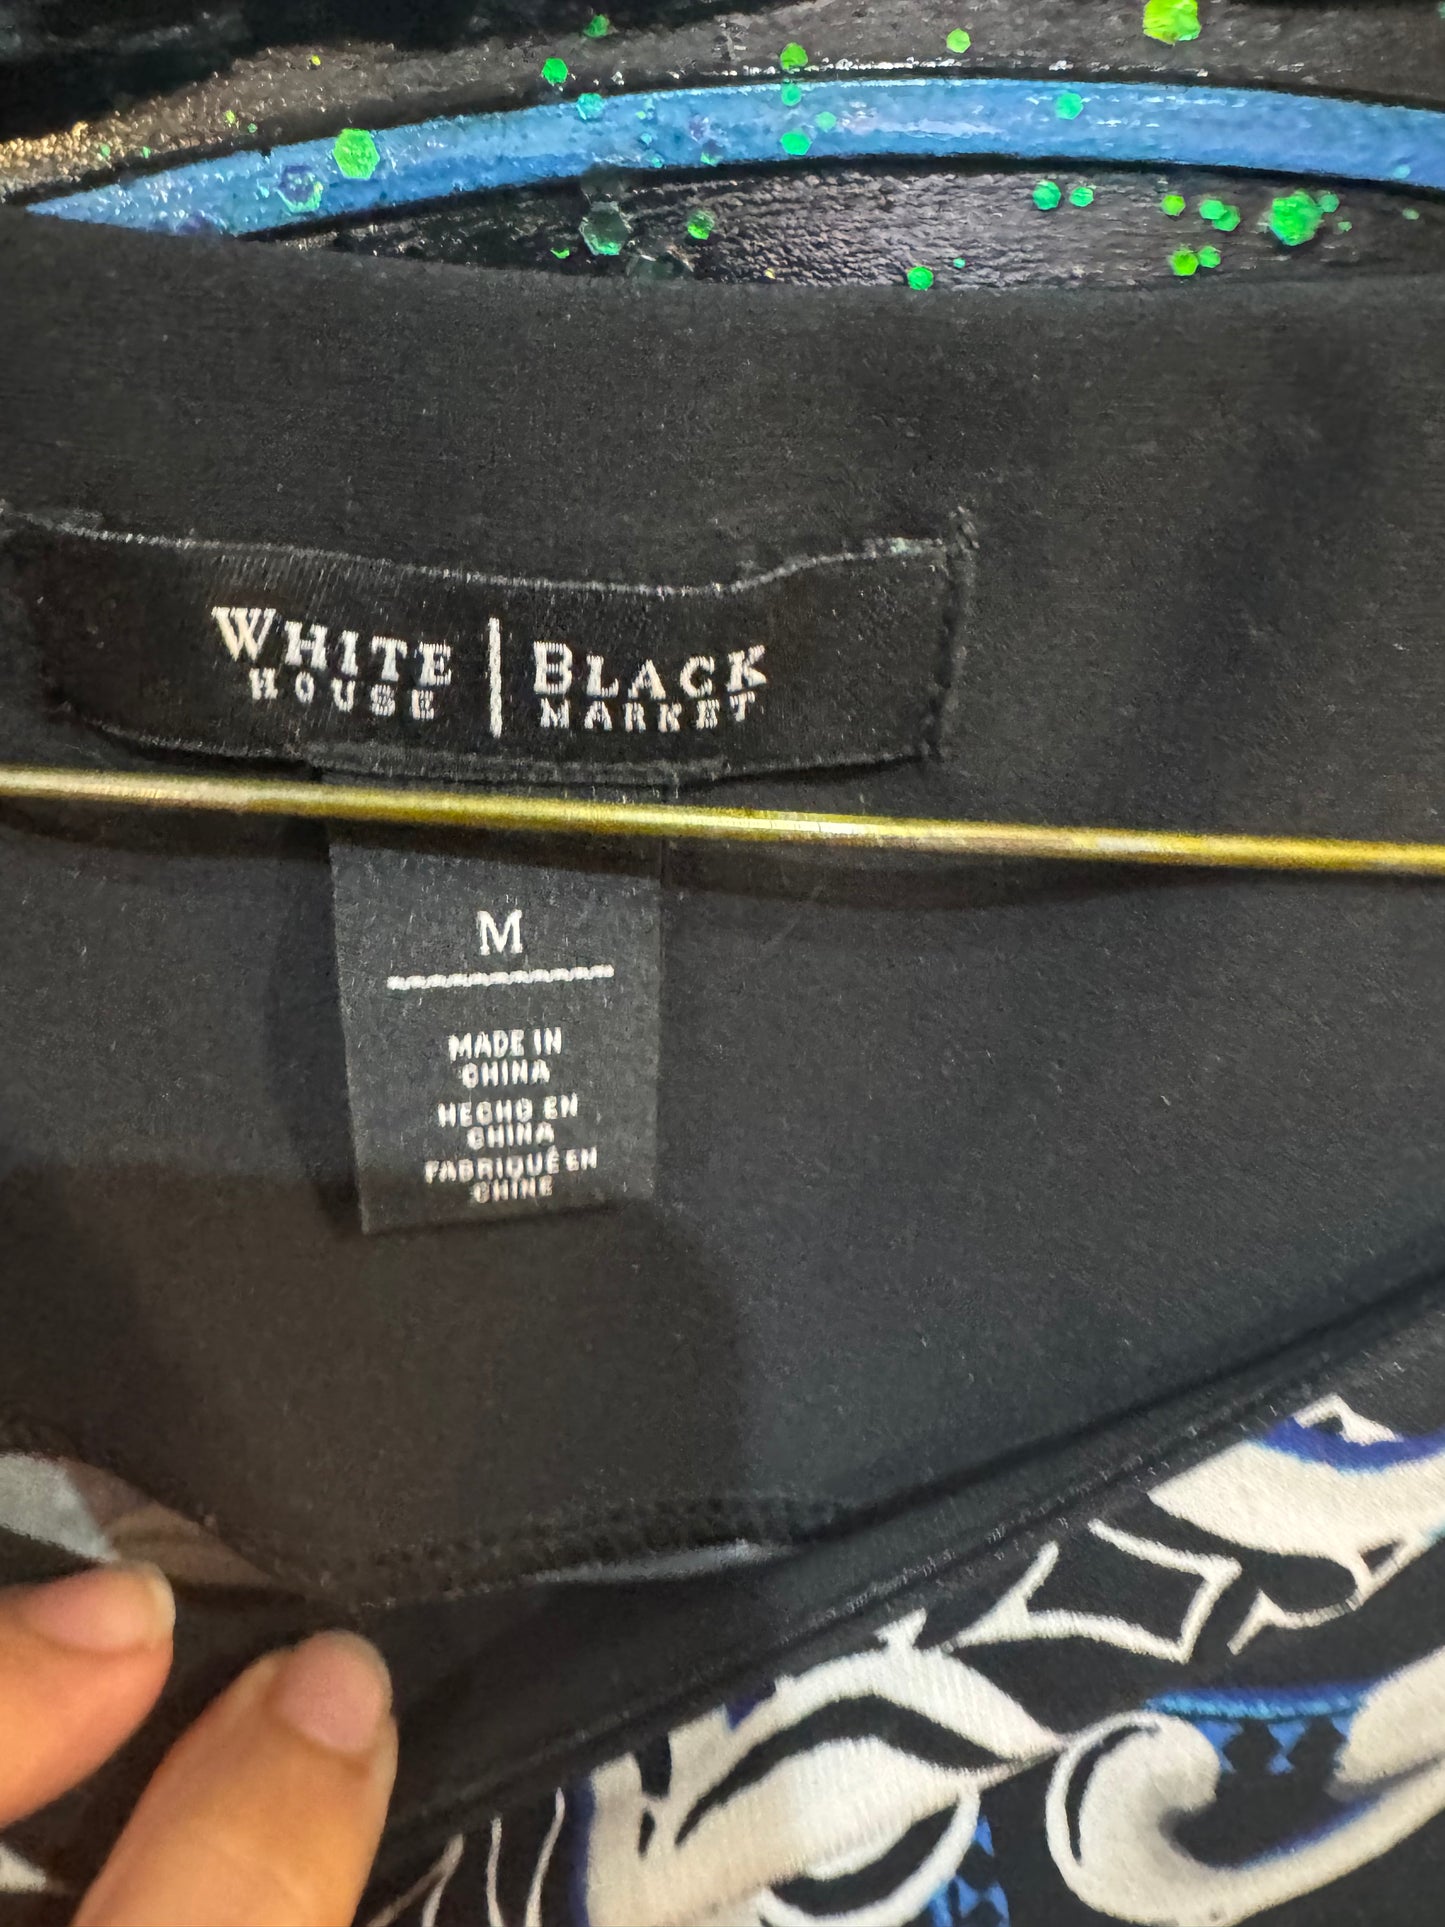 WHITE | BLACK
HOUSE | MARKET
M
MADE IN
CHINA
HECHO EN
CHINA
FABRIQUÉ EN
CHINE